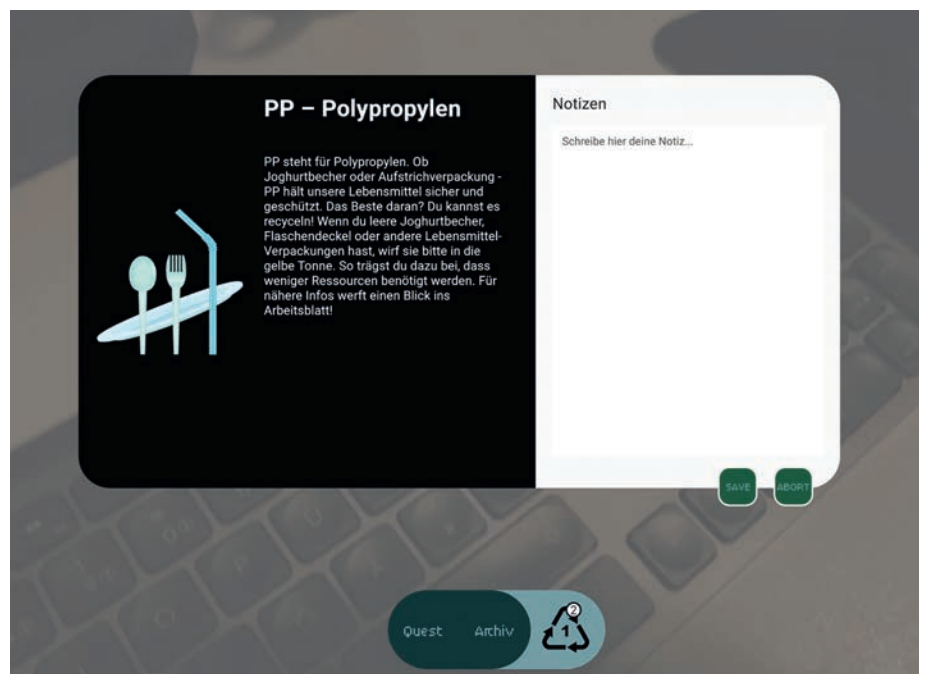 PP – Polypropylen
PP steht für Polypropylen. Ob
Joghurtbecher oder Aufstrichverpackung -
PP hält unsere Lebensmittel sicher und
geschützt. Das Beste daran? Du kannst es
recyceln! Wenn du leere Joghurtbecher,
Flaschendeckel oder andere Lebensmittel-
Verpackungen hast, wirf sie bitte in die
gelbe Tonne. So trägst du dazu bei, dass
weniger Ressourcen benötigt werden. Für
nähere Infos werft einen Blick ins
Arbeitsblatt!
Notizen
Schreibe hier deine Notiz...
SAVE ABORT
Quest Archiv
2
1